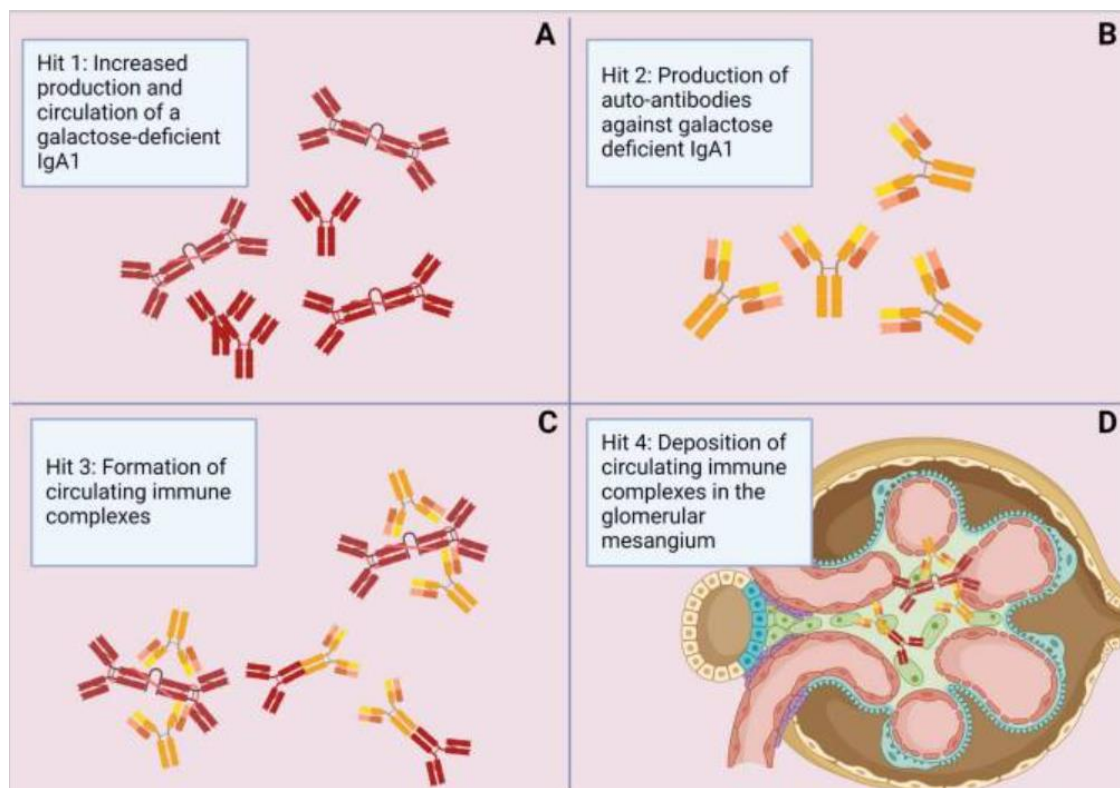 A
Hit 1: Increased
production and
circulation of a
galactose-deficient
IgA1
B
Hit 2: Production of
auto-antibodies
against galactose
deficient IgA1
C
Hit 3: Formation of
circulating immune
complexes
D
Hit 4: Deposition of
circulating immune
complexes in the
glomerular
mesangium